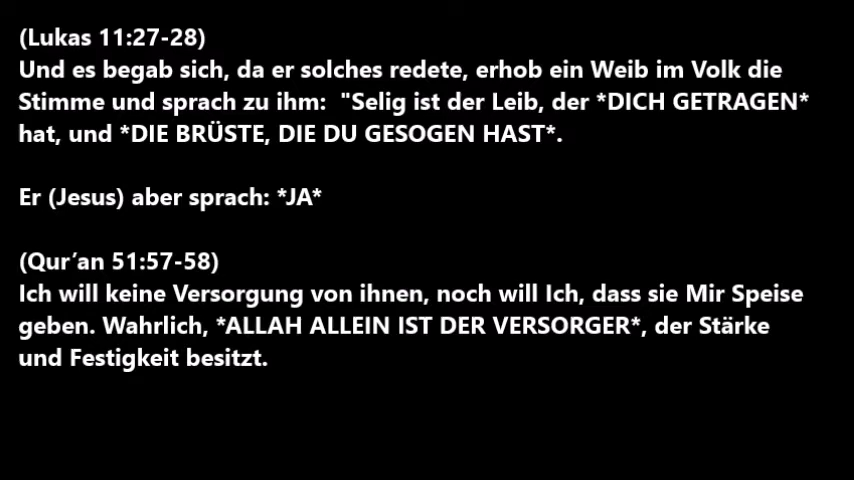 (Lukas 11:27-28)
Und es begab sich, da er solches redete, erhob ein Weib im Volk die
Stimme und sprach zu ihm:  "Selig ist der Leib, der *DICH GETRAGEN*
hat, und *DIE BRÜSTE, DIE DU GESOGEN HAST*.
Er (Jesus) aber sprach: *JA*
(Qur’an 51:57-58)
Ich will keine Versorgung von ihnen, noch will Ich, dass sie Mir Speise
geben. Wahrlich, *ALLAH ALLEIN IST DER VERSORGER*, der Stärke
und Festigkeit besitzt.